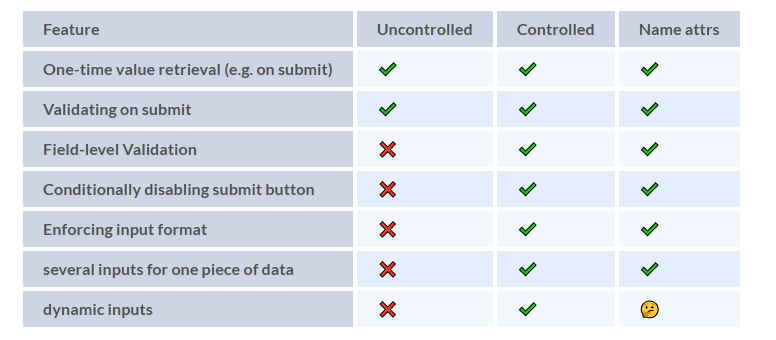 Feature Uncontrolled Controlled Name attrs
One-time value retrieval (e.g. on submit) ✔ ✔ ✔
Validating on submit ✔ ✔ ✔
Field-level Validation ❌ ✔ ✔
Conditionally disabling submit button ❌ ✔ ✔
Enforcing input format ❌ ✔ ✔
several inputs for one piece of data ❌ ✔ ✔
dynamic inputs ❌ ✔ 🤔